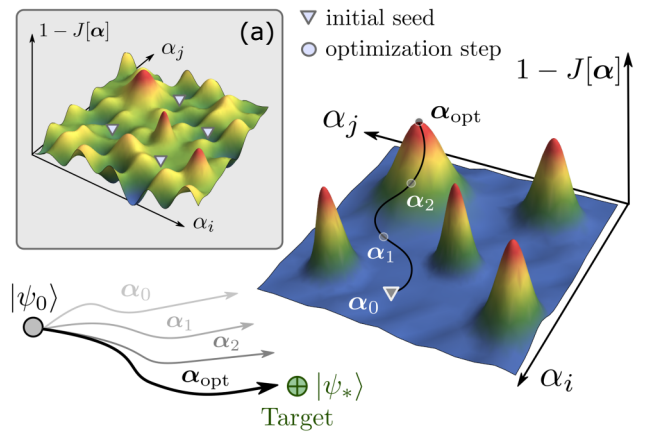 1 − J[α]
(a)
α_j
α_i
initial seed
optimization step
1 − J[α]
α_j
α_opt
α_2
α_1
α_0
α_i
|ψ_0⟩
α_0
α_1
α_2
α_opt
|ψ_*⟩
Target